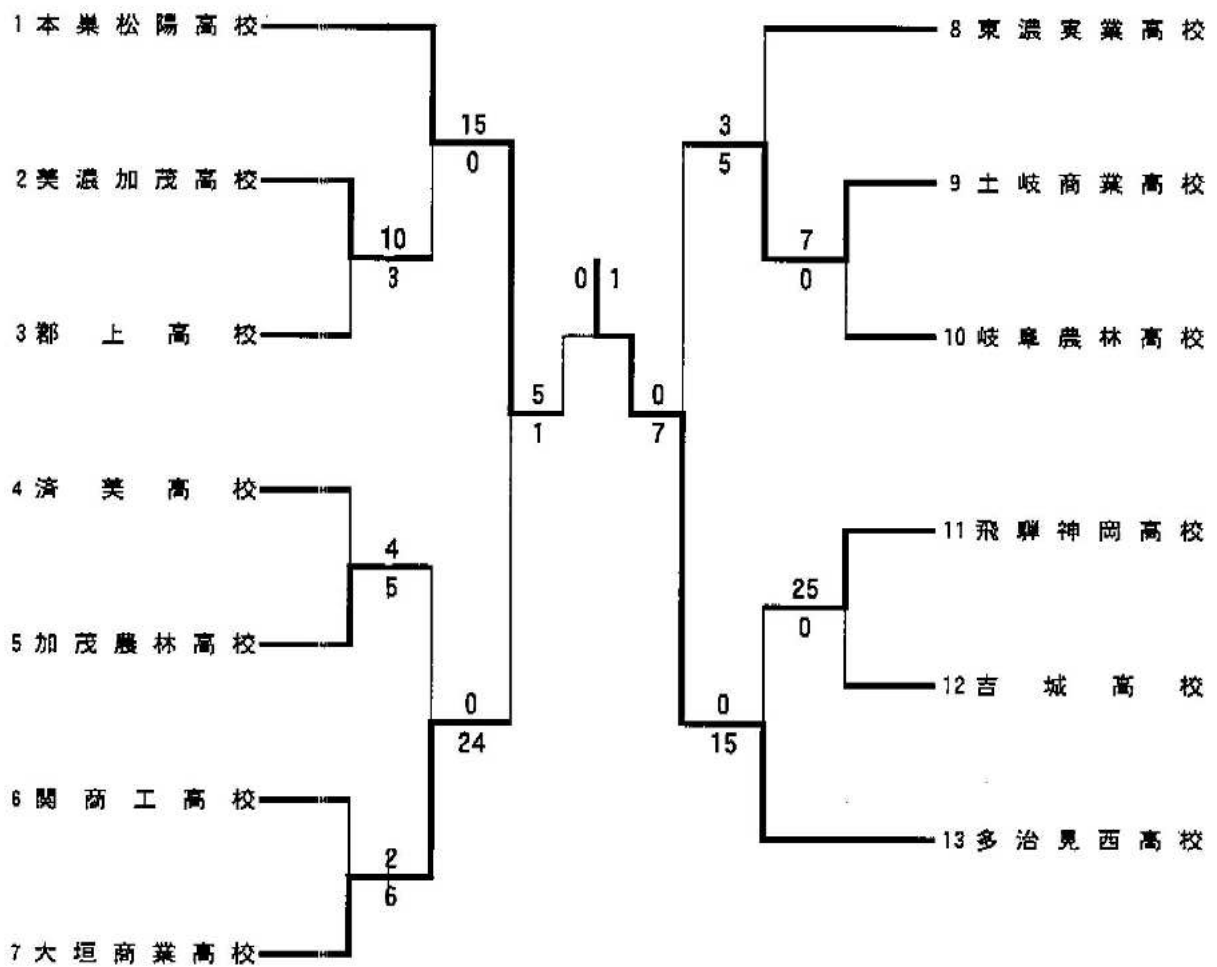 1 本巣松陽高校
2 美濃加茂高校
3 郡上高校
4 済美高校
5 加茂農林高校
6 関商工高校
7 大垣商業高校
15
0
10
3
4
5
0
24
2
6
5
1
0 1
0
7
3
5
7
0
25
0
0
15
8 東濃実業高校
9 土岐商業高校
10 岐阜農林高校
11 飛騨神岡高校
12 吉城高校
13 多治見西高校